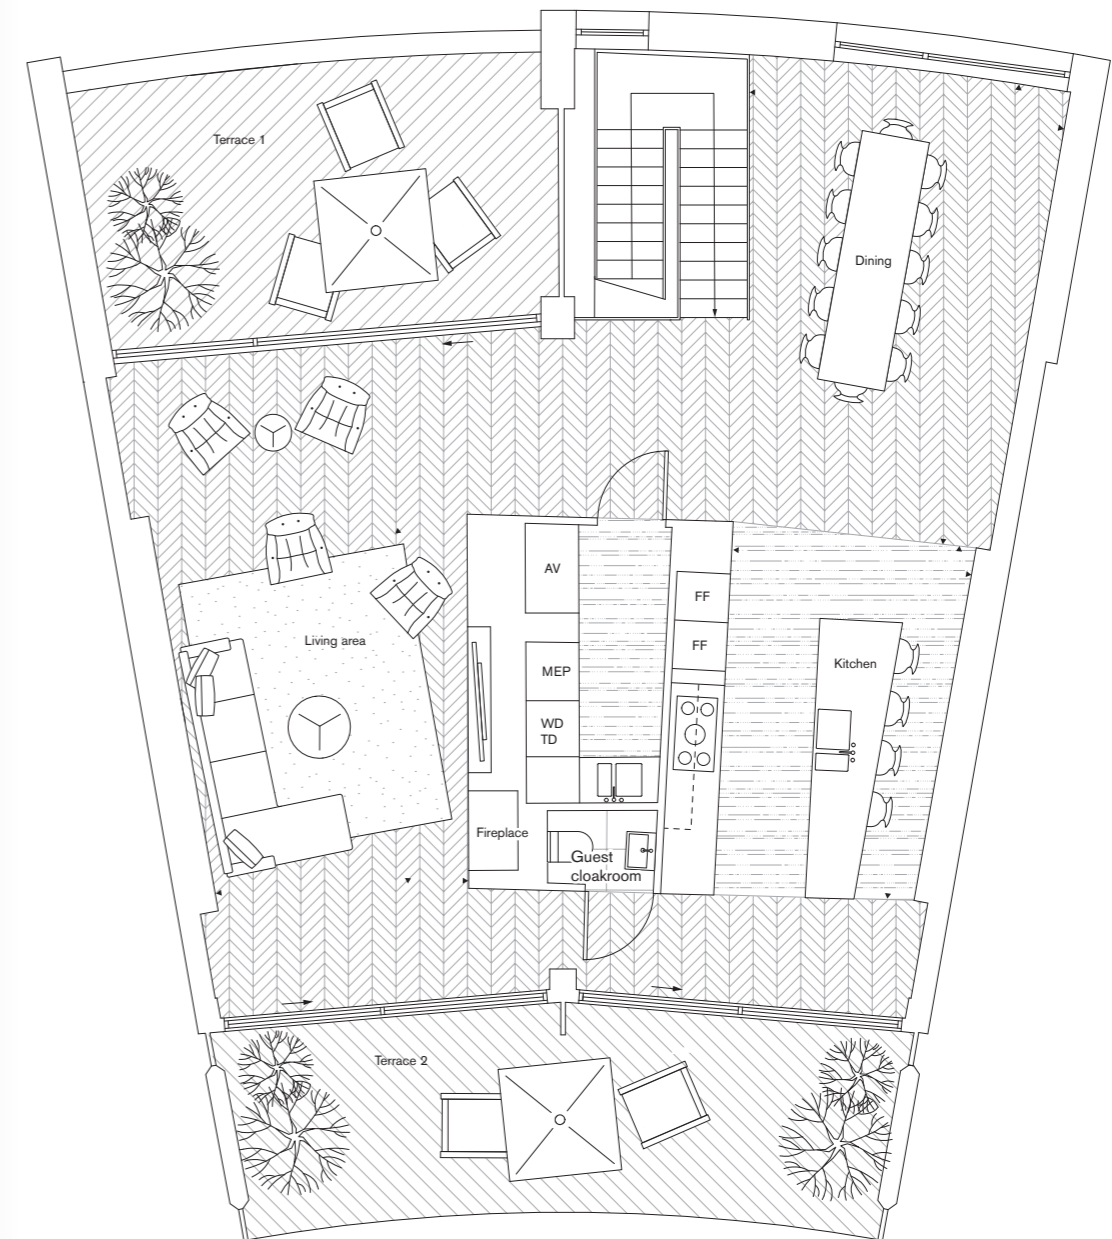 Terrace 1
Dining
AV
FF
FF
Living area
Kitchen
MEP
WD
TD
Fireplace
Guest
cloakroom
Terrace 2